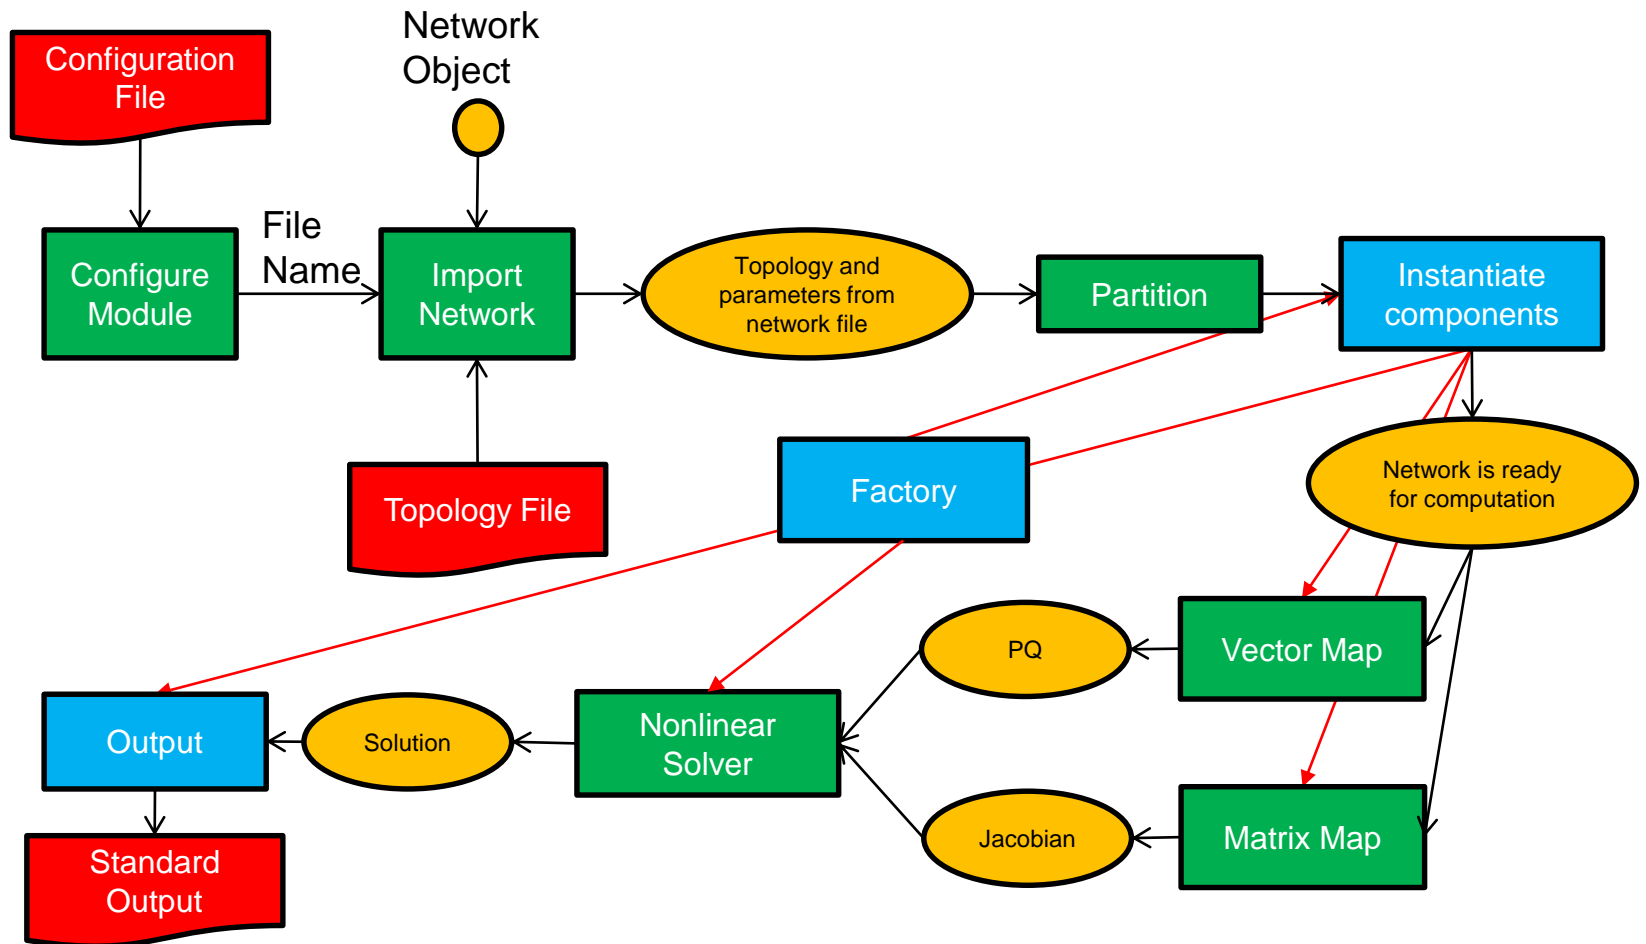 Network
Object
Configuration
File
File
Name
Configure
Module
Import
Network
Topology and
parameters from
network file
Partition
Instantiate
components
Topology File
Factory
Network is ready
for computation
PQ
Vector Map
Output
Solution
Nonlinear
Solver
Jacobian
Matrix Map
Standard
Output